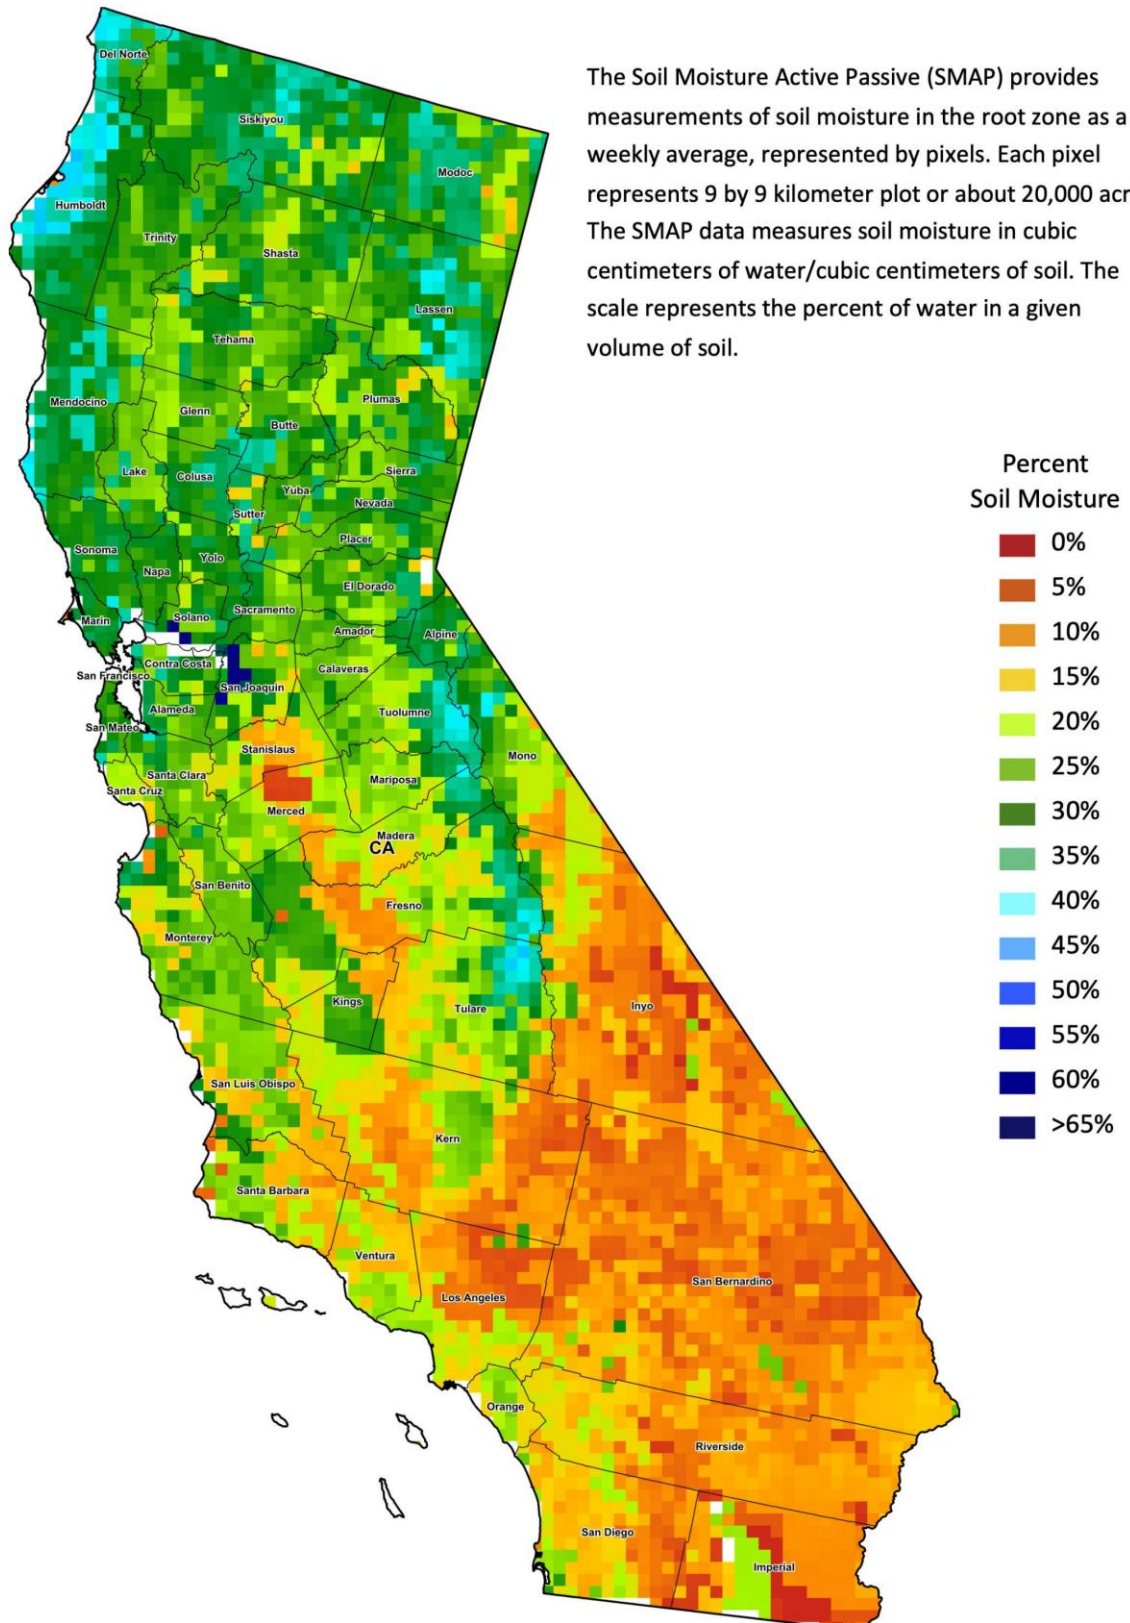 The Soil Moisture Active Passive (SMAP) provides
measurements of soil moisture in the root zone as a
weekly average, represented by pixels. Each pixel
represents 9 by 9 kilometer plot or about 20,000 acr
The SMAP data measures soil moisture in cubic
centimeters of water/cubic centimeters of soil. The
scale represents the percent of water in a given
volume of soil.
Percent
Soil Moisture
0%
5%
10%
15%
20%
25%
30%
35%
40%
45%
50%
55%
60%
>65%
Del Norte
Siskiyou
Modoc
Humboldt
Trinity
Shasta
Lassen
Tehama
Mendocino
Glenn
Plumas
Butte
Lake
Colusa
Sierra
Yuba
Sutter
Nevada
Placer
Sonoma
Napa
Yolo
El Dorado
Marin
Solano
Sacramento
Amador
Alpine
Contra Costa
San Francisco
San Joaquin
Calaveras
Alameda
Tuolumne
San Mateo
Stanislaus
Mono
Santa Clara
Mariposa
Santa Cruz
Merced
Madera
CA
San Benito
Fresno
Monterey
Kings
Tulare
Inyo
San Luis Obispo
Kern
Santa Barbara
Ventura
San Bernardino
Los Angeles
Orange
Riverside
San Diego
Imperial